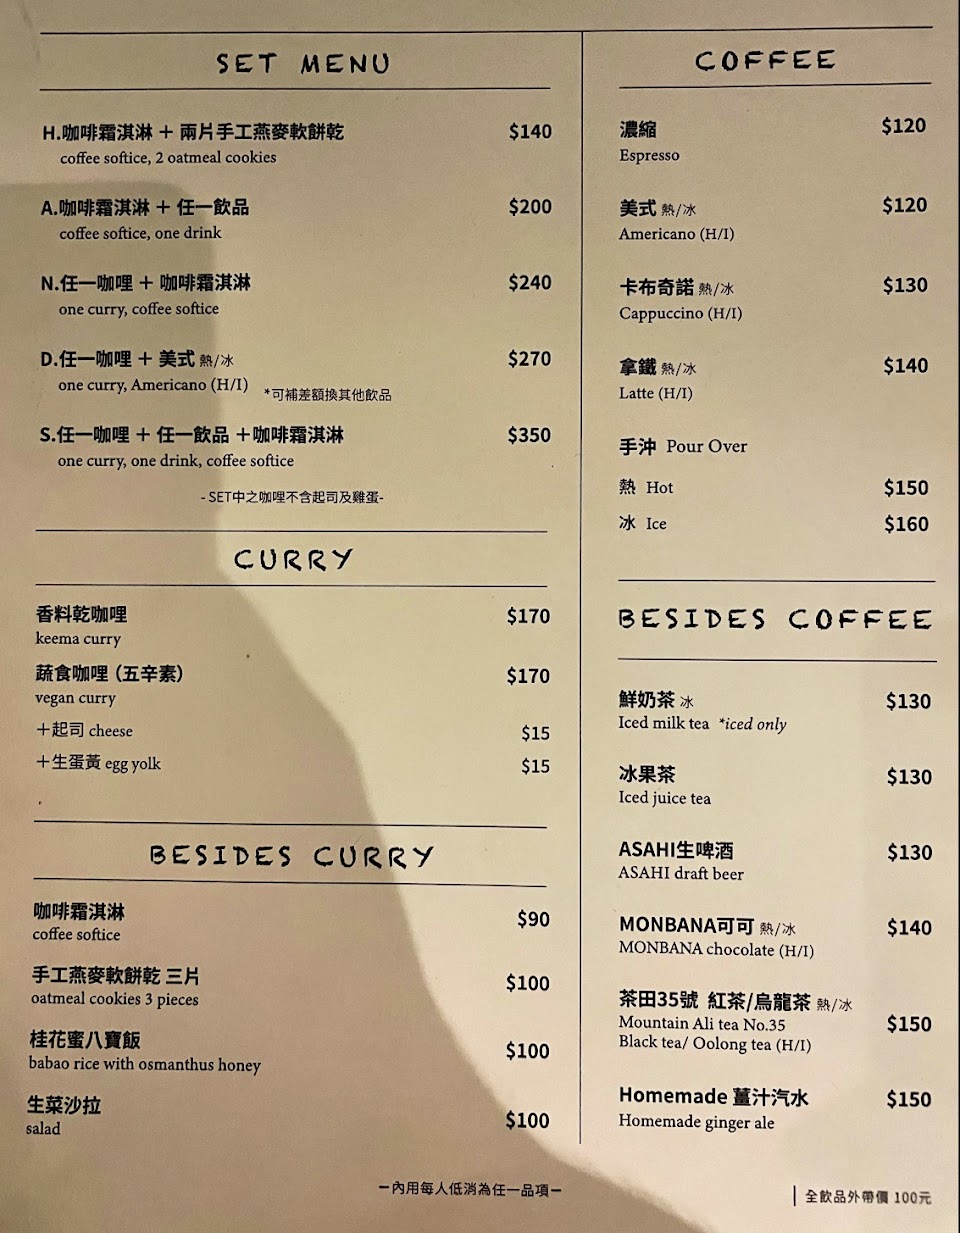 SET MENU
H.咖啡霜淇淋 + 兩片手工燕麥軟餅乾 $140
coffee softice, 2 oatmeal cookies
A.咖啡霜淇淋 + 任一飲品 $200
coffee softice, one drink
N.任一咖哩 + 咖啡霜淇淋 $240
one curry, coffee softice
D.任一咖哩 + 美式 熱/冰 $270
one curry, Americano (H/I) *可補差額換其他飲品
S.任一咖哩 + 任一飲品 +咖啡霜淇淋 $350
one curry, one drink, coffee softice
- SET中之咖哩不含起司及雞蛋-
CURRY
香料乾咖哩 $170
keema curry
蔬食咖哩（五辛素） $170
vegan curry
+起司 cheese $15
+生蛋黃 egg yolk $15
BESIDES CURRY
咖啡霜淇淋 $90
coffee softice
手工燕麥軟餅乾 三片 $100
oatmeal cookies 3 pieces
桂花蜜八寶飯 $100
babao rice with osmanthus honey
生菜沙拉 $100
salad
COFFEE
濃縮 $120
Espresso
美式 熱/冰 $120
Americano (H/I)
卡布奇諾 熱/冰 $130
Cappuccino (H/I)
拿鐵 熱/冰 $140
Latte (H/I)
手沖 Pour Over
熱 Hot $150
冰 Ice $160
BESIDES COFFEE
鮮奶茶 冰 $130
Iced milk tea *iced only
冰果茶 $130
Iced juice tea
ASAHI生啤酒 $130
ASAHI draft beer
MONBANA可可 熱/冰 $140
MONBANA chocolate (H/I)
茶田35號 紅茶/烏龍茶 熱/冰 $150
Mountain Ali tea No.35
Black tea/ Oolong tea (H/I)
Homemade 薑汁汽水 $150
Homemade ginger ale
－內用每人低消為任一品項－
| 全飲品外帶價 100元